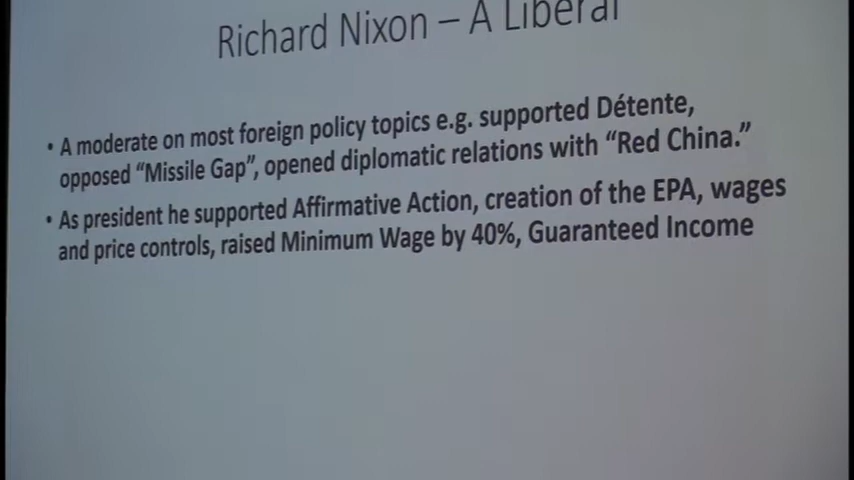 Richard Nixon – A Liberal
• A moderate on most foreign policy topics e.g. supported Détente,
opposed “Missile Gap”, opened diplomatic relations with “Red China.”
• As president he supported Affirmative Action, creation of the EPA, wages
and price controls, raised Minimum Wage by 40%, Guaranteed Income